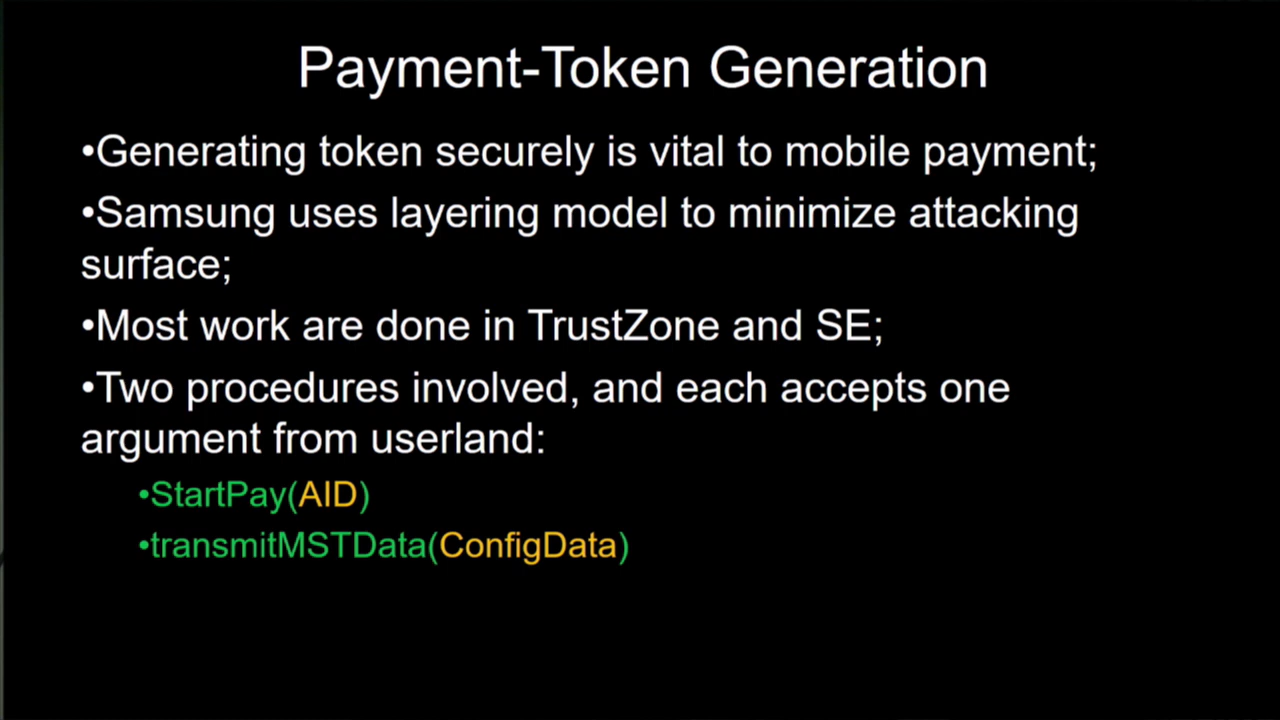 Payment-Token Generation
•Generating token securely is vital to mobile payment;
•Samsung uses layering model to minimize attacking
surface;
•Most work are done in TrustZone and SE;
•Two procedures involved, and each accepts one
argument from userland:
•StartPay(AID)
•transmitMSTData(ConfigData)